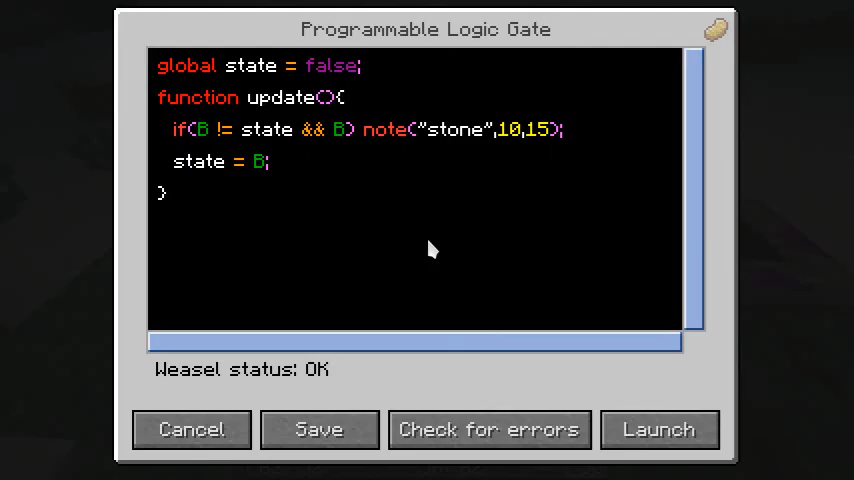 Programmable Logic Gate
global state = false;
function update(){
if(B != state && B) note("stone",10,15);
state = B;
}
Weasel status: OK
Cancel
Save
Check for errors
Launch